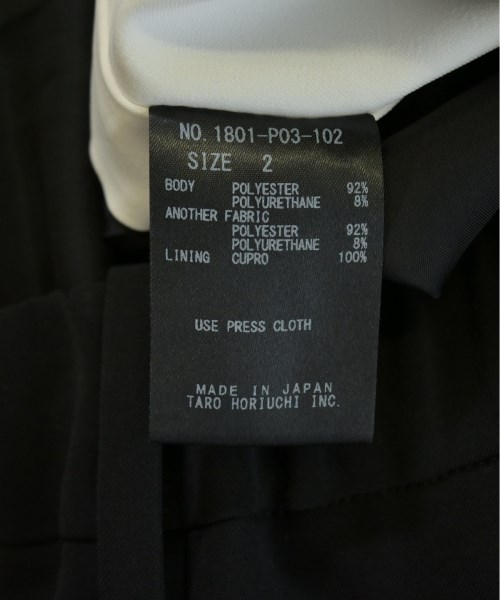 NO. 1801-P03-102
SIZE 2
BODY POLYESTER 92%
POLYURETHANE 8%
ANOTHER FABRIC
POLYESTER 92%
POLYURETHANE 8%
LINING CUPRO 100%
USE PRESS CLOTH
MADE IN JAPAN
TARO HORIUCHI INC.